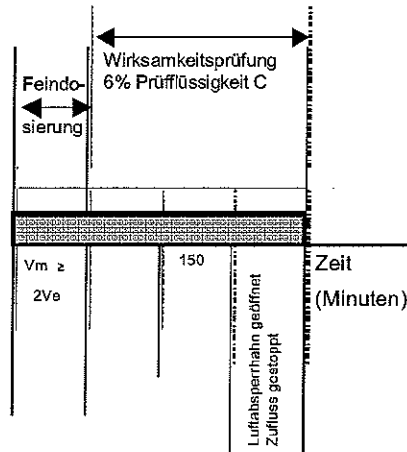 Wirksamkeitsprüfung
6% Prüfflüssigkeit C
Feindo-
sierung
Vm ≥
2Ve
150
Zeit
(Minuten)
Luftabsperrhahn geöffnet
Zufluss gestoppt